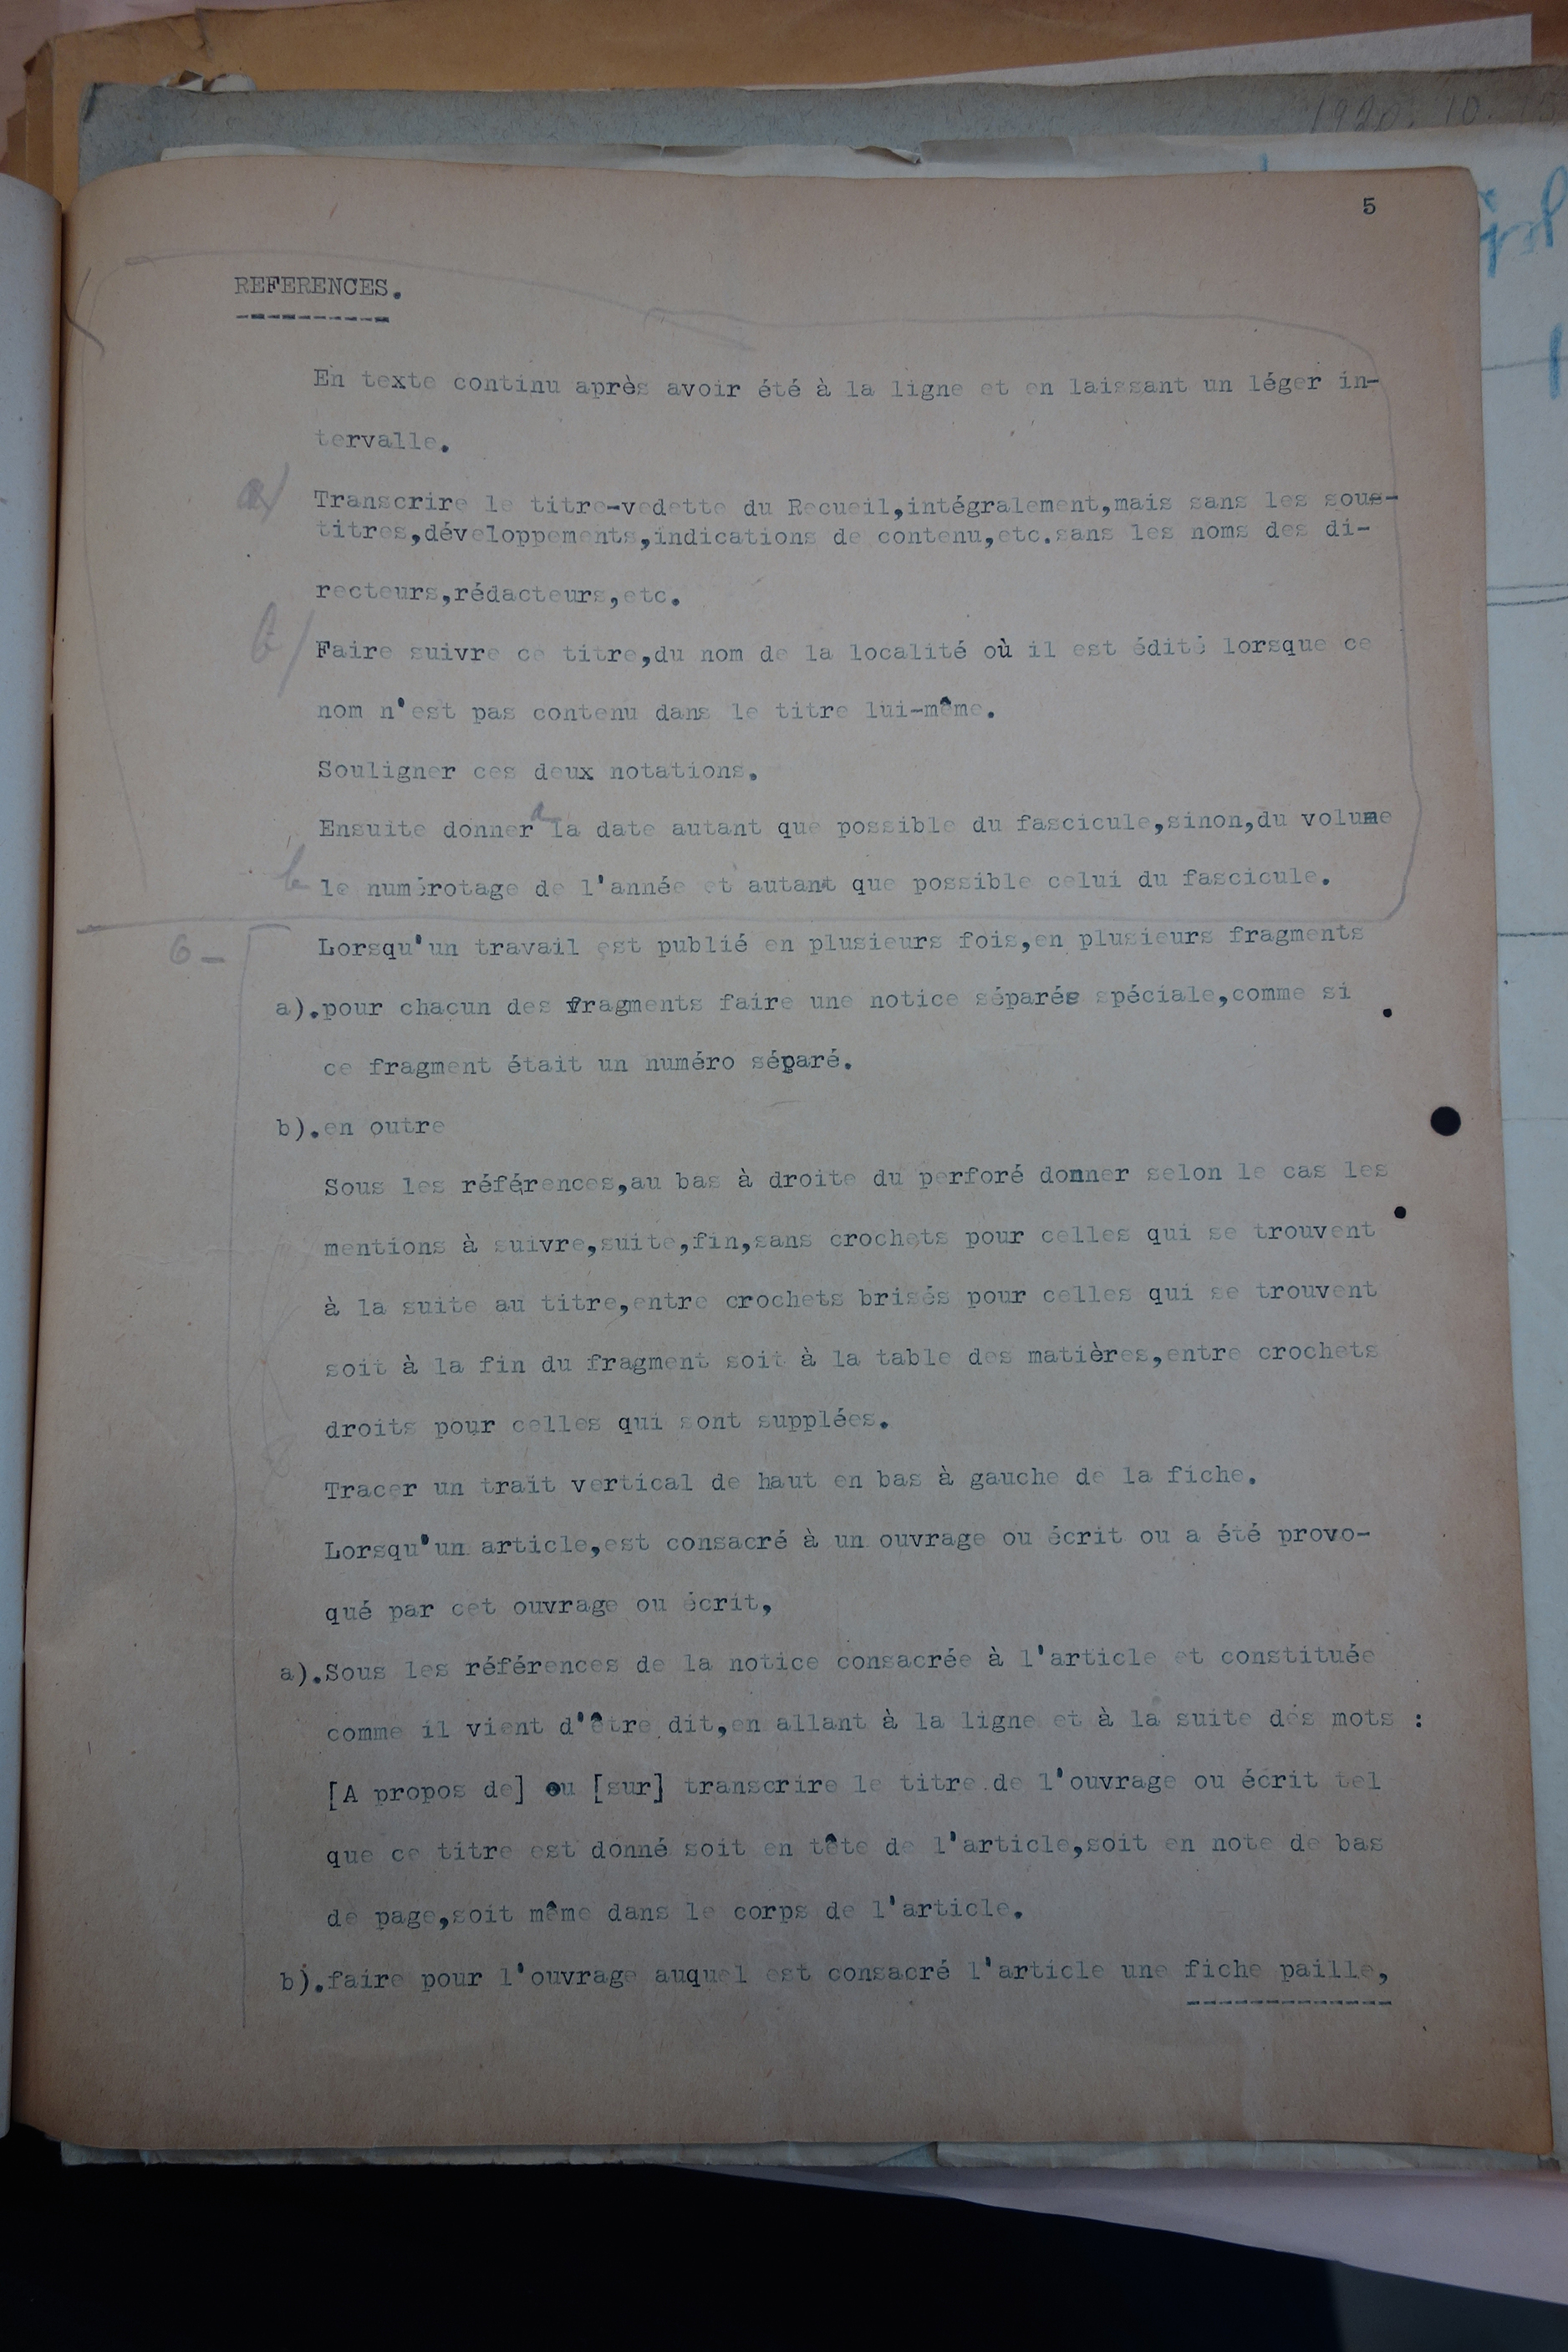 1920. 10.
5
REFERENCES.
----------
En texte continu après avoir été à la ligne et en laissant un léger in-
tervalle.
a/ Transcrire le titre-vedette du Recueil,intégralement,mais sans les sous-
titres,développements,indications de contenu,etc.sans les noms des di-
recteurs,rédacteurs,etc.
b/ Faire suivre ce titre,du nom de la localité où il est édité lorsque ce
nom n'est pas contenu dans le titre lui-même.
Souligner ces deux notations.
Ensuite donner a la date autant que possible du fascicule,sinon,du volume
b le numérotage de l'année et autant que possible celui du fascicule.
6- Lorsqu'un travail est publié en plusieurs fois,en plusieurs fragments
a).pour chacun des fragments faire une notice séparée spéciale,comme si
ce fragment était un numéro séparé.
b).en outre
Sous les références,au bas à droite du perforé donner selon le cas les
mentions à suivre,suite,fin,sans crochets pour celles qui se trouvent
à la suite au titre,entre crochets brisés pour celles qui se trouvent
soit à la fin du fragment soit à la table des matières,entre crochets
droits pour celles qui sont supplées.
Tracer un trait vertical de haut en bas à gauche de la fiche.
Lorsqu'un article,est consacré à un ouvrage ou écrit ou a été provo-
qué par cet ouvrage ou écrit,
a).Sous les références de la notice consacrée à l'article et constituée
comme il vient d'être dit,en allant à la ligne et à la suite des mots :
[A propos de] ou [sur] transcrire le titre de l'ouvrage ou écrit tel
que ce titre est donné soit en tête de l'article,soit en note de bas
de page,soit même dans le corps de l'article.
b).faire pour l'ouvrage auquel est consacré l'article une fiche paille,